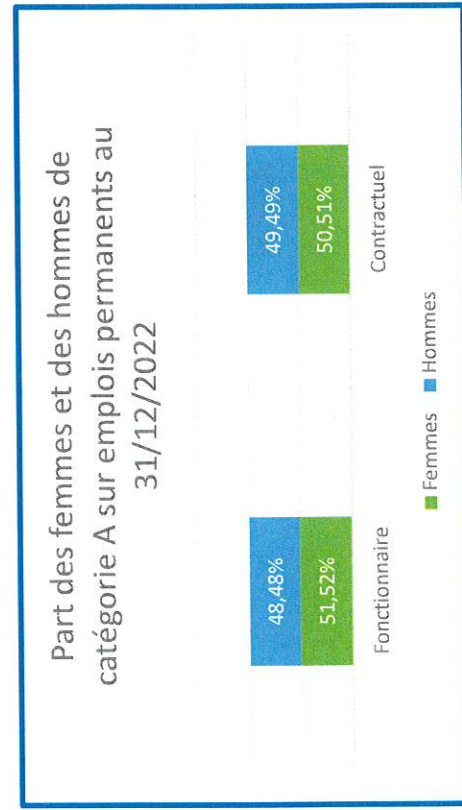 Part des femmes et des hommes de
catégorie A sur emplois permanents au
31/12/2022
48,48%
49,49%
51,52%
50,51%
Fonctionnaire
Contractuel
Femmes
Hommes